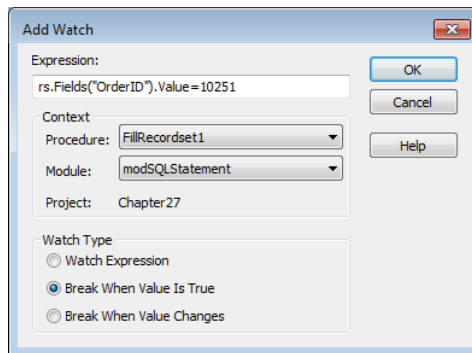 Add Watch
Expression:
OK
rs.Fields("OrderID").Value=10251
Cancel
Context
Procedure: FillRecordset1
Help
Module: modSQLStatement
Project: Chapter27
Watch Type
Watch Expression
Break When Value Is True
Break When Value Changes